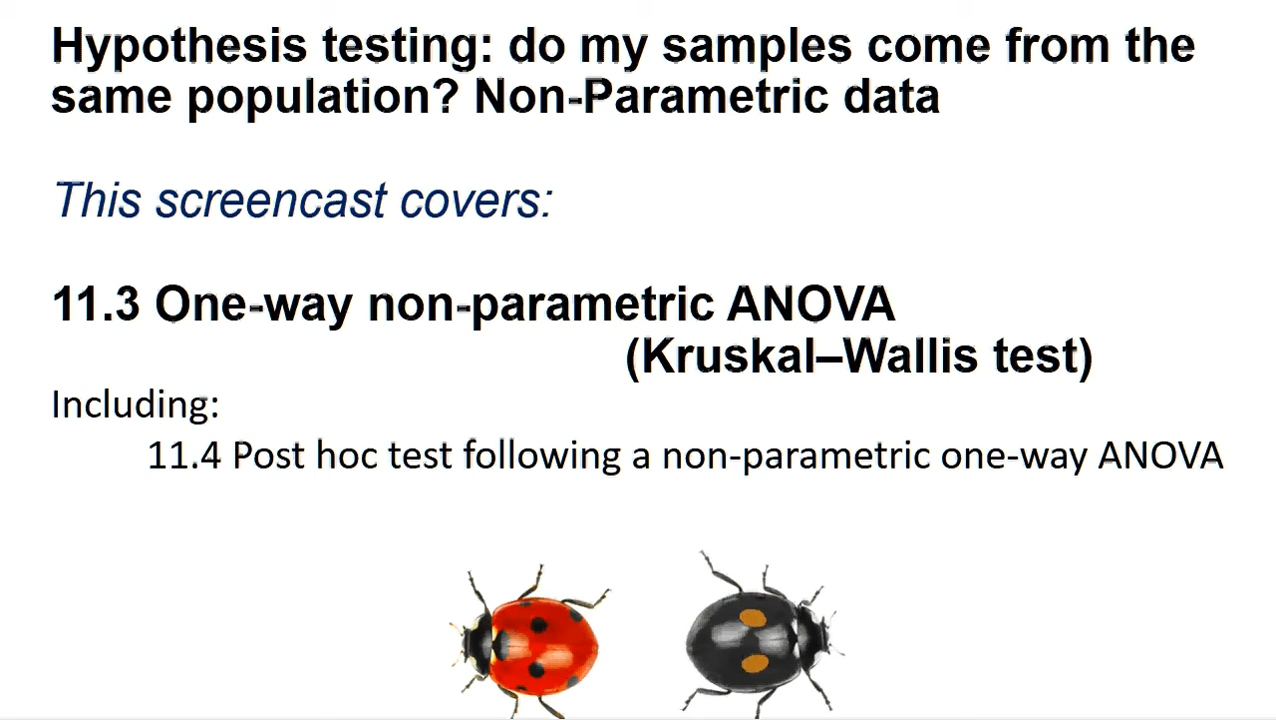 Hypothesis testing: do my samples come from the
same population? Non-Parametric data
This screencast covers:
11.3 One-way non-parametric ANOVA
(Kruskal–Wallis test)
Including:
11.4 Post hoc test following a non-parametric one-way ANOVA